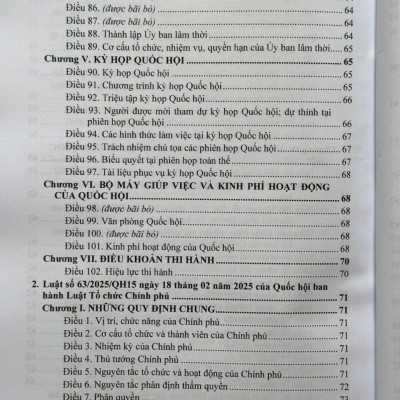 Điều 86. (được bãi bỏ) ........ 64
Điều 87. (được bãi bỏ) ........ 64
Điều 88. Thành lập Ủy ban lâm thời ........ 64
Điều 89. Cơ cấu tổ chức, nhiệm vụ, quyền hạn của Ủy ban lâm thời ..... 65
Chương V. KỲ HỌP QUỐC HỘI ........ 65
Điều 90. Kỳ họp Quốc hội ........ 65
Điều 91. Chương trình kỳ họp Quốc hội ........ 65
Điều 92. Triệu tập kỳ họp Quốc hội ........ 66
Điều 93. Người được mời tham dự kỳ họp Quốc hội; dự thính tại
phiên họp Quốc hội ........ 66
Điều 94. Các hình thức làm việc tại kỳ họp Quốc hội ........ 67
Điều 95. Trách nhiệm chủ tọa các phiên họp Quốc hội ........ 67
Điều 96. Biểu quyết tại phiên họp toàn thể ........ 67
Điều 97. Tài liệu phục vụ kỳ họp Quốc hội ........ 68
Chương VI. BỘ MÁY GIÚP VIỆC VÀ KINH PHÍ HOẠT ĐỘNG
CỦA QUỐC HỘI ........ 68
Điều 98. (được bãi bỏ) ........ 68
Điều 99. Văn phòng Quốc hội ........ 68
Điều 100. (được bãi bỏ) ........ 68
Điều 101. Kinh phí hoạt động của Quốc hội ........ 68
Chương VII. ĐIỀU KHOẢN THI HÀNH ........ 70
Điều 102. Hiệu lực thi hành ........ 70
2. Luật số 63/2025/QH15 ngày 18 tháng 02 năm 2025 của Quốc hội ban
hành Luật Tổ chức Chính phủ ........ 71
Chương I. NHỮNG QUY ĐỊNH CHUNG ........ 71
Điều 1. Vị trí, chức năng của Chính phủ ........ 71
Điều 2. Cơ cấu tổ chức và thành viên của Chính phủ ........ 71
Điều 3. Nhiệm kỳ của Chính phủ ........ 71
Điều 4. Thủ tướng Chính phủ ........ 71
Điều 5. Nguyên tắc tổ chức và hoạt động của Chính phủ ........ 71
Điều 6. Nguyên tắc phân định thẩm quyền ........ 72
Điều 7. Phân quyền ........ 73